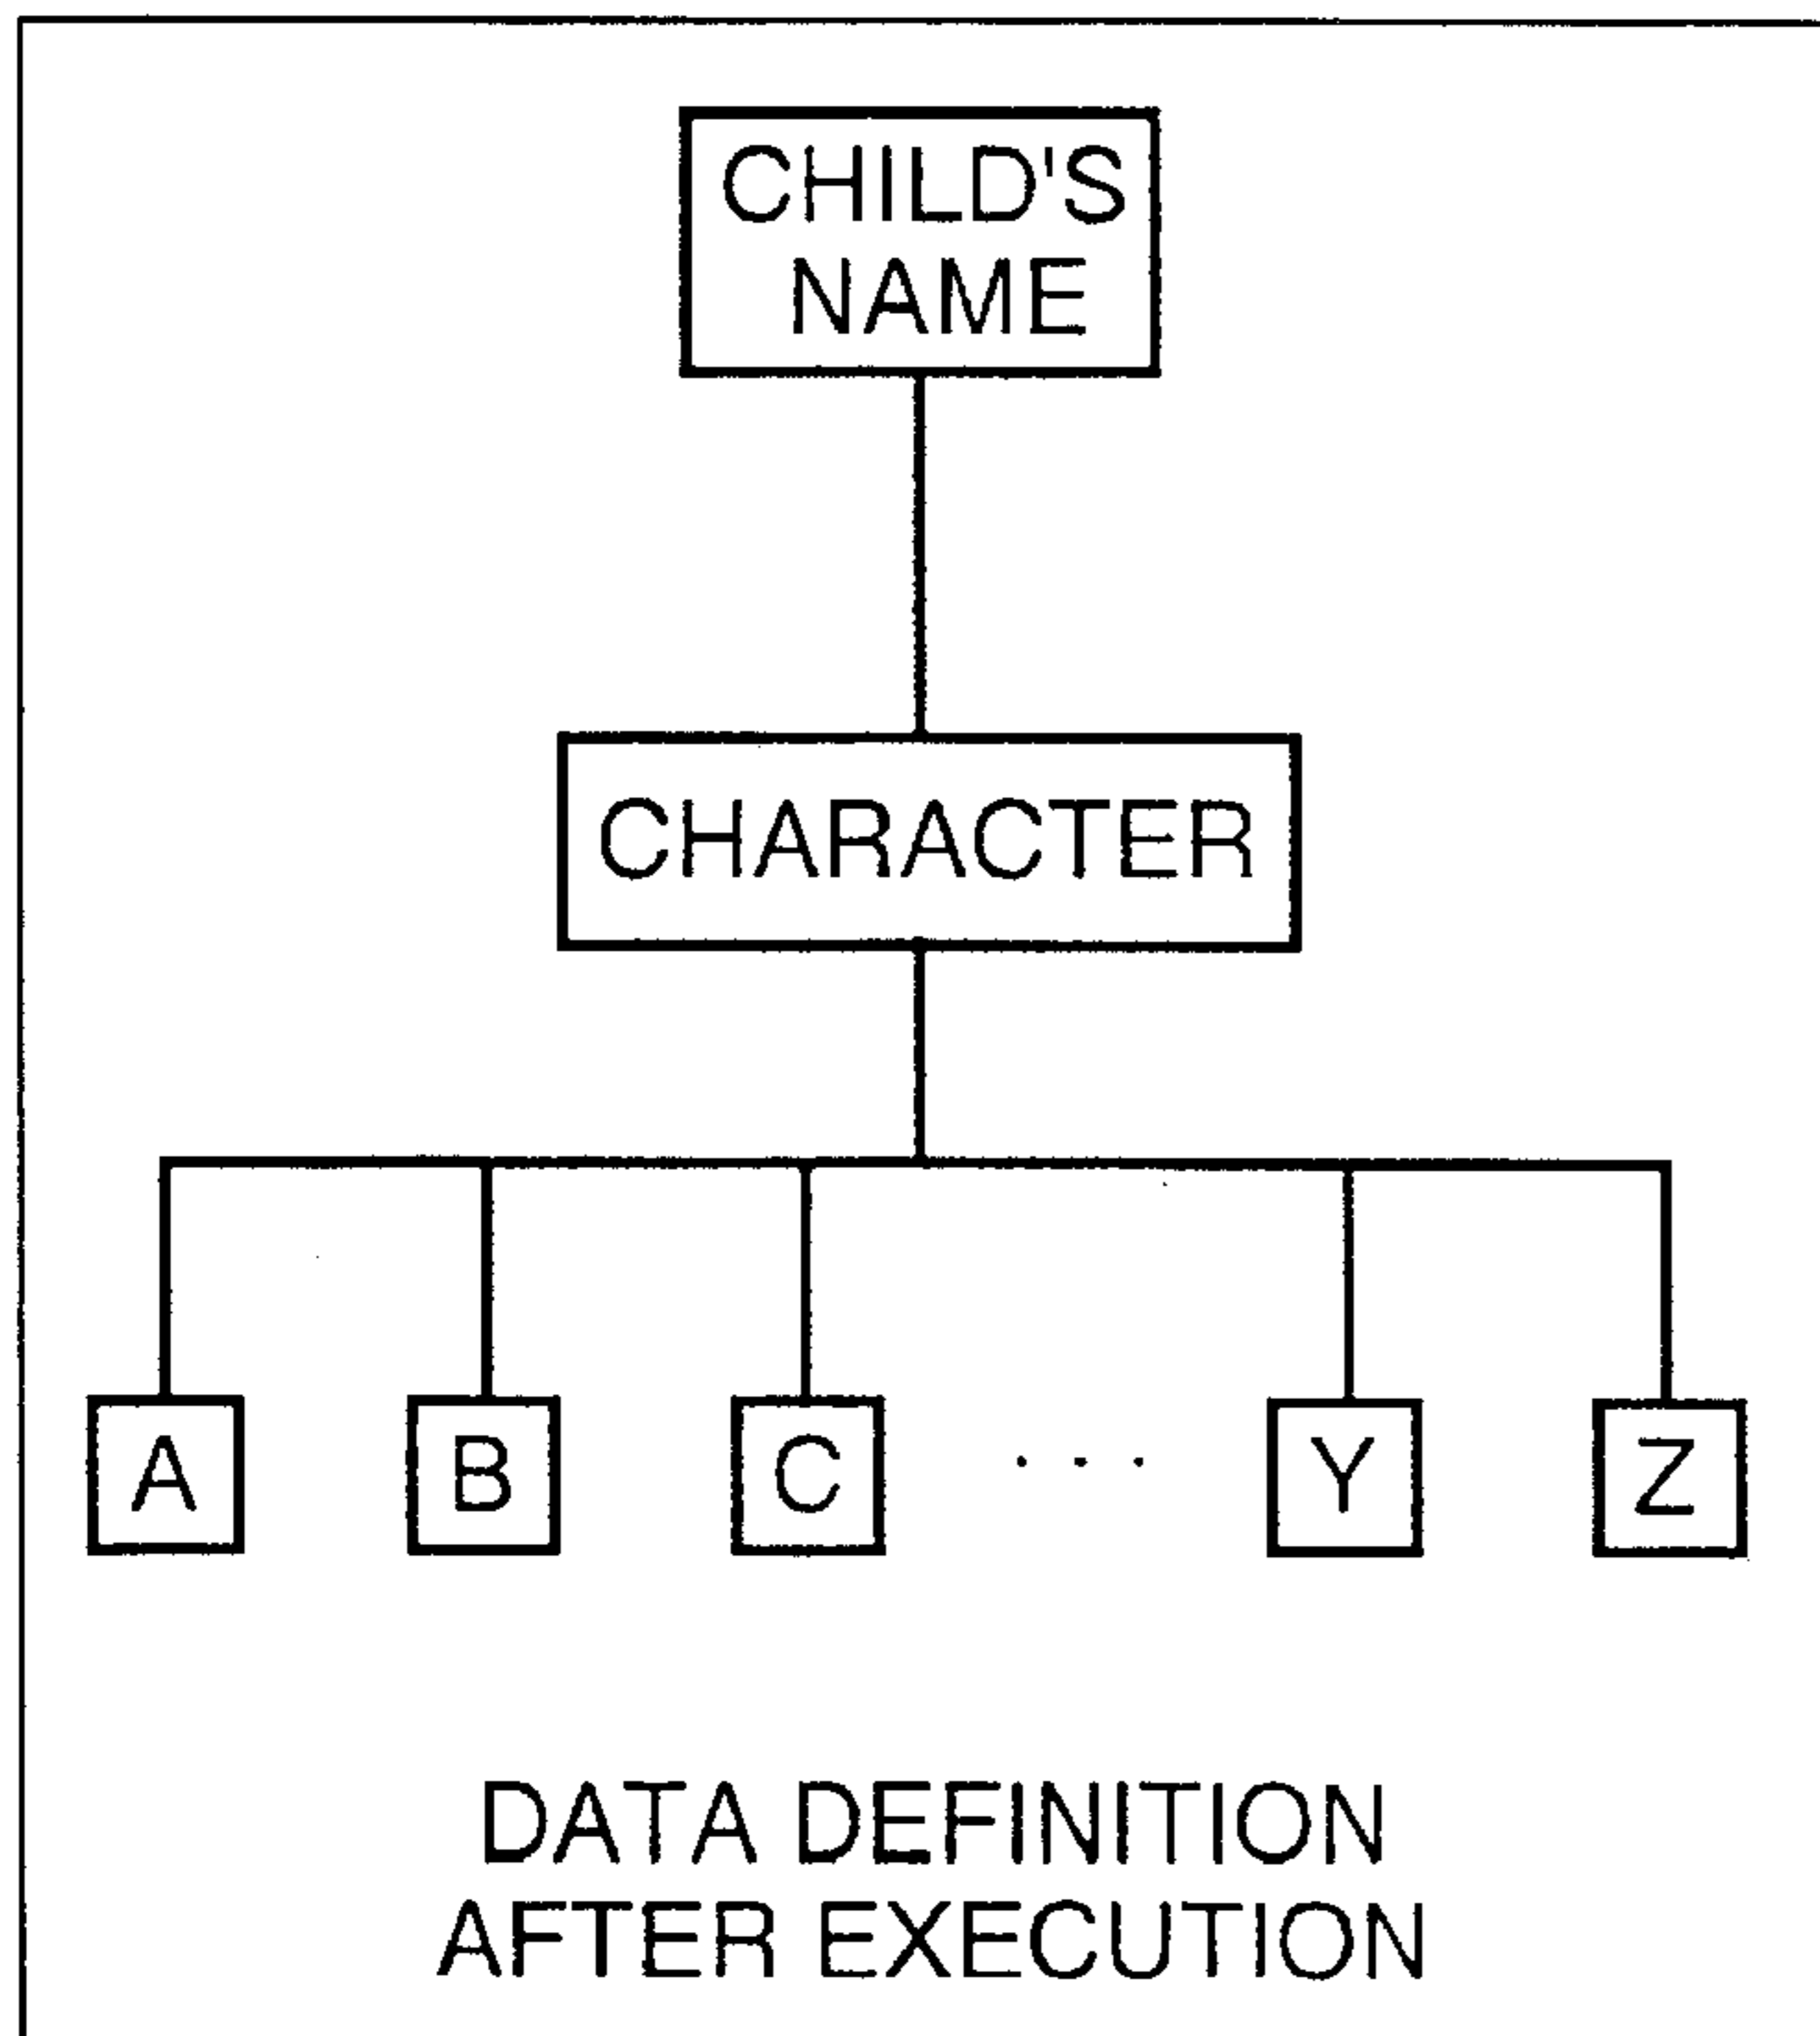 CHILD'S
NAME
CHARACTER
A B C . . . Y Z
DATA DEFINITION
AFTER EXECUTION